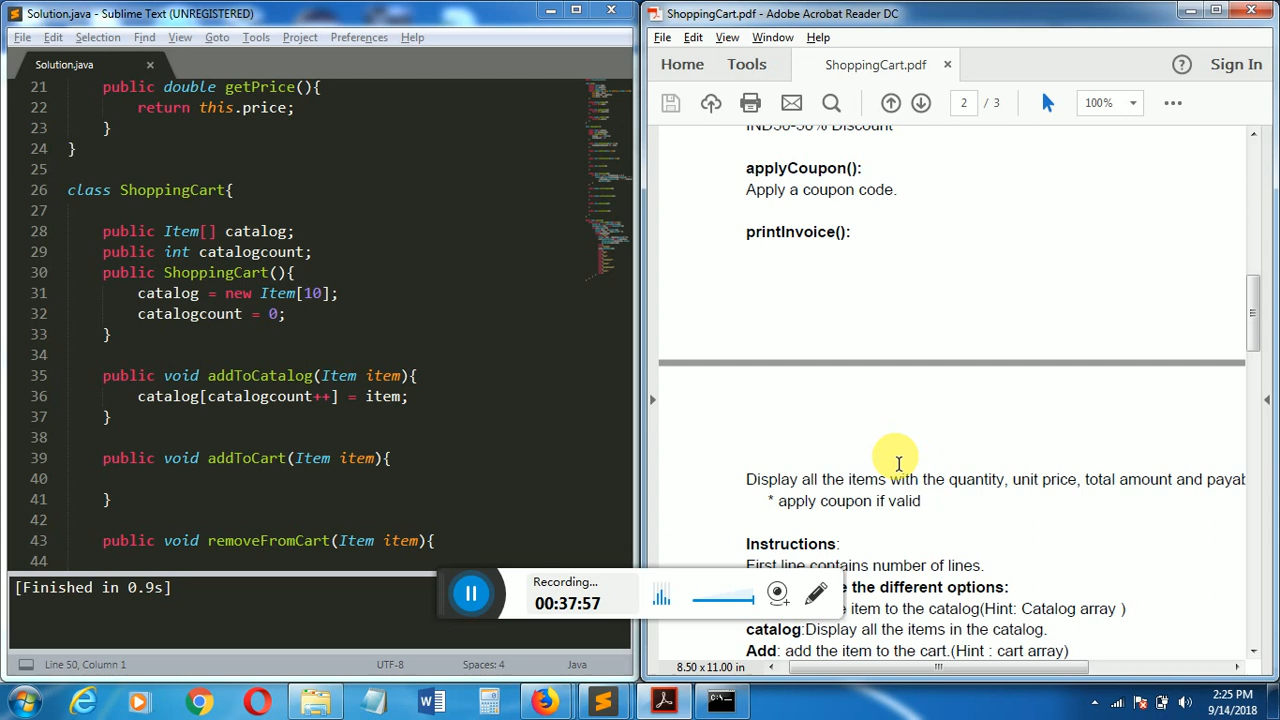 Solution.java - Sublime Text (UNREGISTERED)
File Edit Selection Find View Goto Tools Project Preferences Help
Solution.java
21 public double getPrice(){
22 return this.price;
23 }
24 }
25
26 class ShoppingCart{
27
28 public Item[] catalog;
29 public int catalogcount;
30 public ShoppingCart(){
31 catalog = new Item[10];
32 catalogcount = 0;
33 }
34
35 public void addToCatalog(Item item){
36 catalog[catalogcount++] = item;
37 }
38
39 public void addToCart(Item item){
40
41 }
42
43 public void removeFromCart(Item item){
44
[Finished in 0.9s]
Line 50, Column 1 UTF-8 Spaces: 4 Java
ShoppingCart.pdf - Adobe Acrobat Reader DC
File Edit View Window Help
Home Tools ShoppingCart.pdf Sign In
2 / 3 100%
IND50-50% Discount
applyCoupon():
Apply a coupon code.
printInvoice():
Display all the items with the quantity, unit price, total amount and
* apply coupon if valid
Instructions:
First line contains number of lines.
the different options:
item to the catalog(Hint: Catalog array )
catalog:Display all the items in the catalog.
Add: add the item to the cart.(Hint : cart array)
8.50 x 11.00 in
Recording...
00:37:57
2:25 PM
9/14/2018